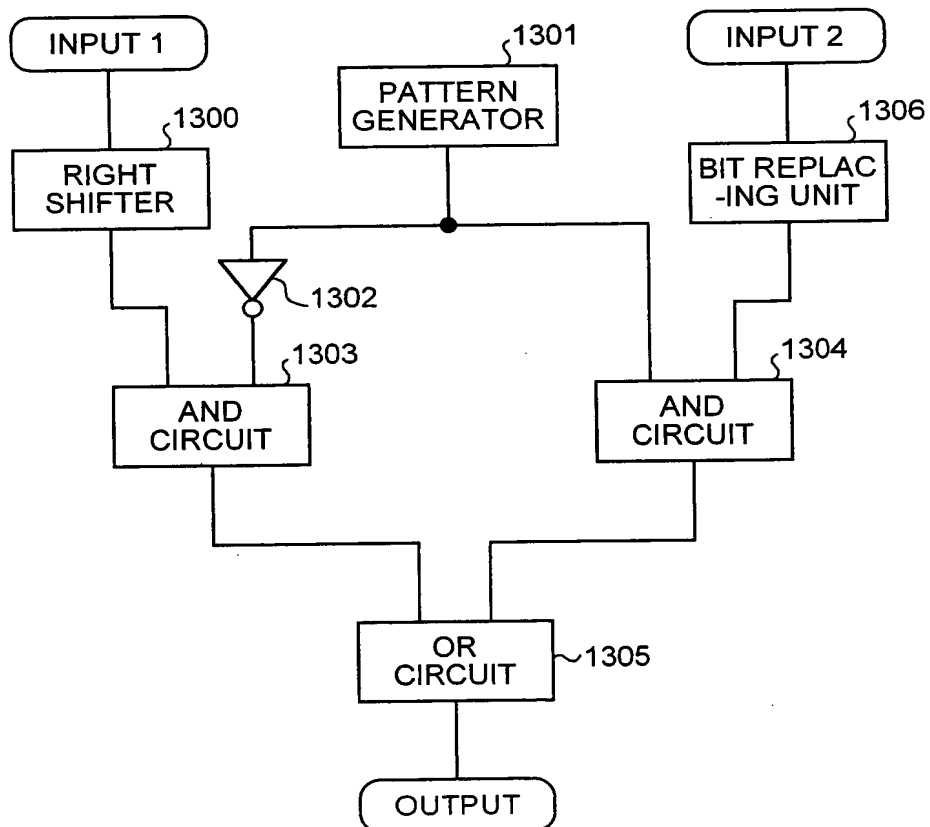 INPUT 1
1301
INPUT 2
PATTERN
GENERATOR
1300
1306
RIGHT
SHIFTER
BIT REPLAC
-ING UNIT
1302
1303
1304
AND
CIRCUIT
AND
CIRCUIT
OR
CIRCUIT
1305
OUTPUT